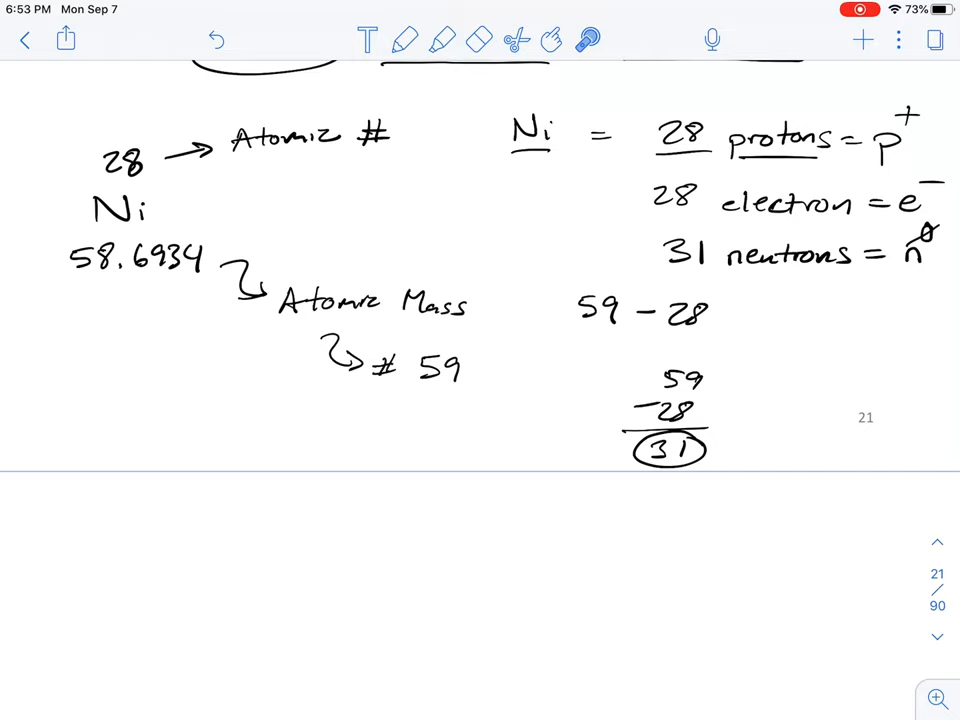 6:53 PM Mon Sep 7
73%
28 → Atomic #
Ni
58.6934
Atomic Mass
# 59
Ni = 28 protons = p+
28 electron = e−
31 neutrons = n0
59 − 28
59
−28
31
21
21
/
90